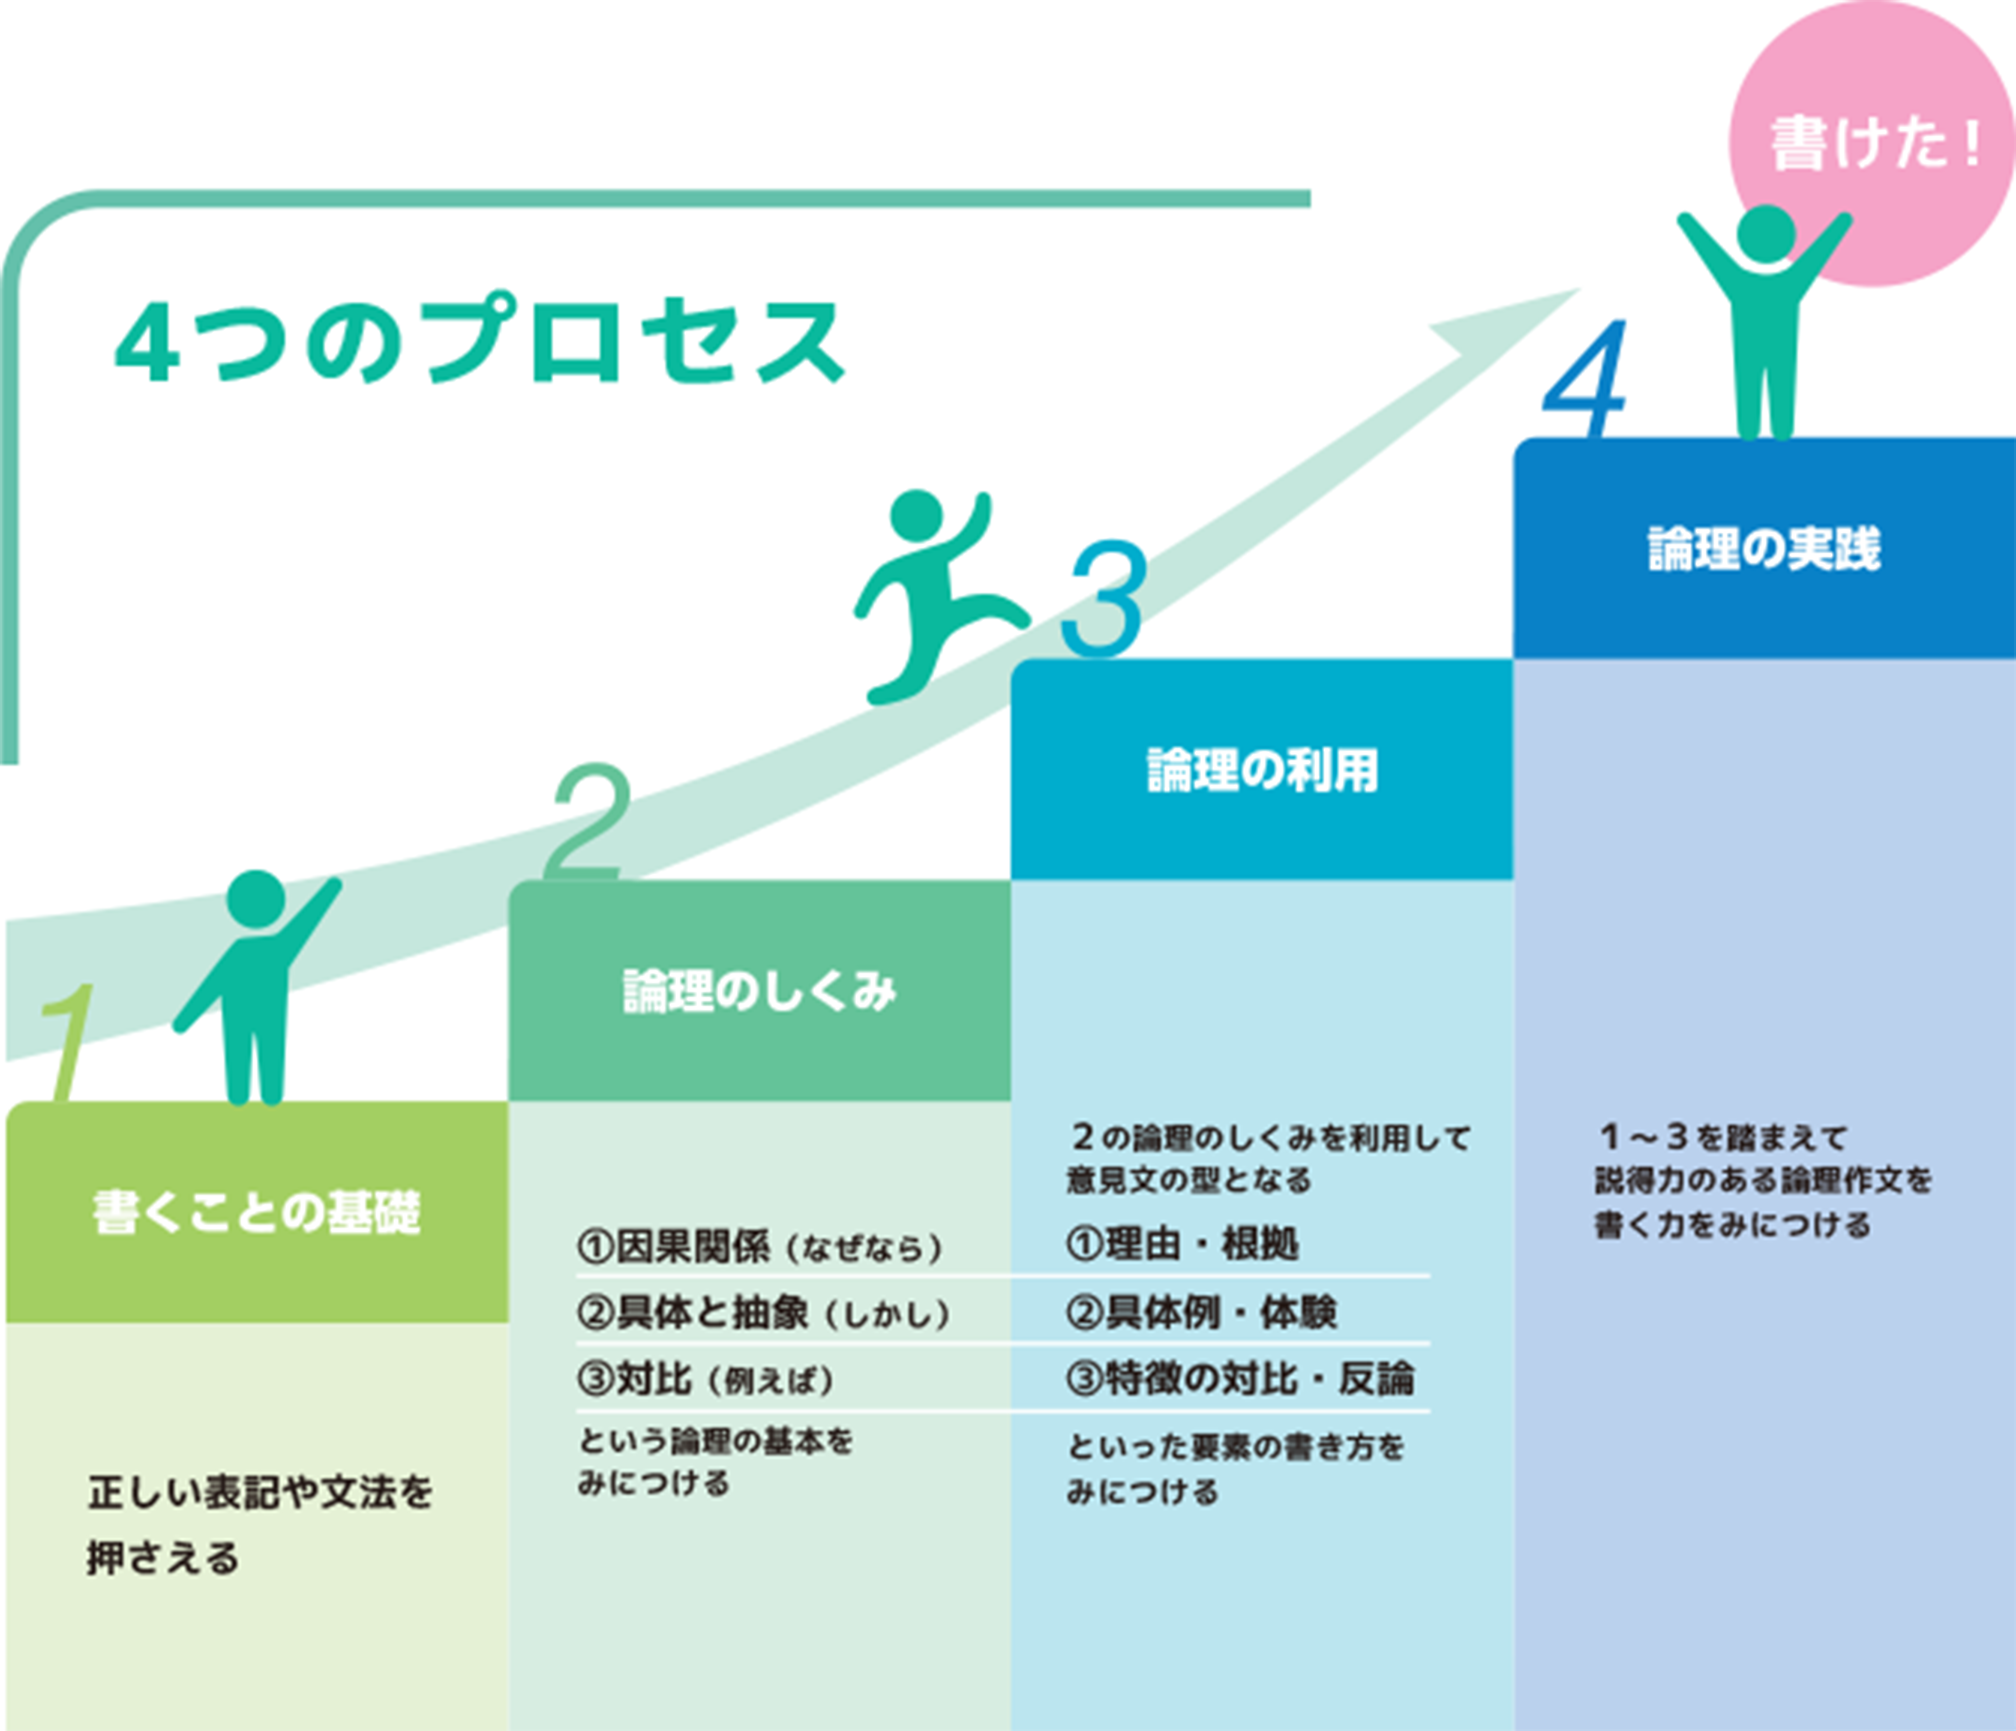 4つのプロセス
書けた！
1
書くことの基礎
正しい表記や文法を
押さえる
2
論理のしくみ
①因果関係（なぜなら）
②具体と抽象（しかし）
③対比（例えば）
という論理の基本を
みにつける
3
論理の利用
2の論理のしくみを利用して
意見文の型となる
①理由・根拠
②具体例・体験
③特徴の対比・反論
といった要素の書き方を
みにつける
4
論理の実践
1～3を踏まえて
説得力のある論理作文を
書く力をみにつける